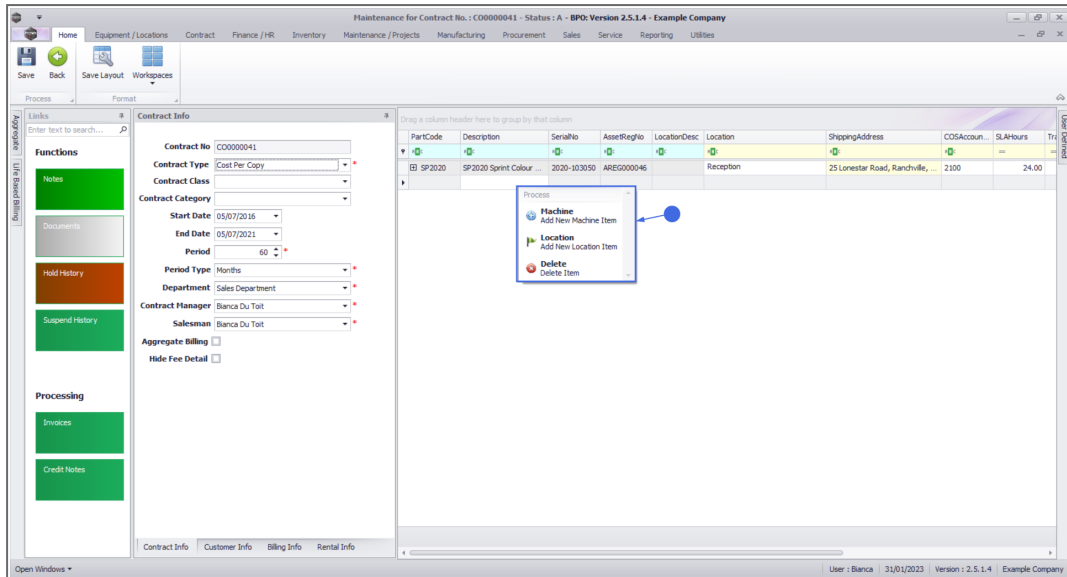 Maintenance for Contract No. : CO0000041 - Status : A - BPO: Version 2.5.1.4 - Example Company
Home Equipment / Locations Contract Finance / HR Inventory Maintenance / Projects Manufacturing Procurement Sales Service Reporting Utilities
Save Back Save Layout Workspaces
Process Format
Aggregate
Life Based Billing
Links
Enter text to search...
Functions
Notes
Documents
Hold History
Suspend History
Processing
Invoices
Credit Notes
Contract Info
Contract No CO0000041
Contract Type Cost Per Copy *
Contract Class
Contract Category
Start Date 05/07/2016
End Date 05/07/2021
Period 60 *
Period Type Months *
Department Sales Department *
Contract Manager Bianca Du Toit *
Salesman Bianca Du Toit *
Aggregate Billing
Hide Fee Detail
Contract Info Customer Info Billing Info Rental Info
Drag a column header here to group by that column
PartCode Description SerialNo AssetRegNo LocationDesc Location ShippingAddress COSAccoun... SLAHours Tra
SP2020 SP2020 Sprint Colour ... 2020-103050 AREG000046 Reception 25 Lonestar Road, Ranchville, ... 2100 24.00
Process
Machine
Add New Machine Item
Location
Add New Location Item
Delete
Delete Item
User Defined
Open Windows User : Bianca 31/01/2023 Version : 2.5.1.4 Example Company